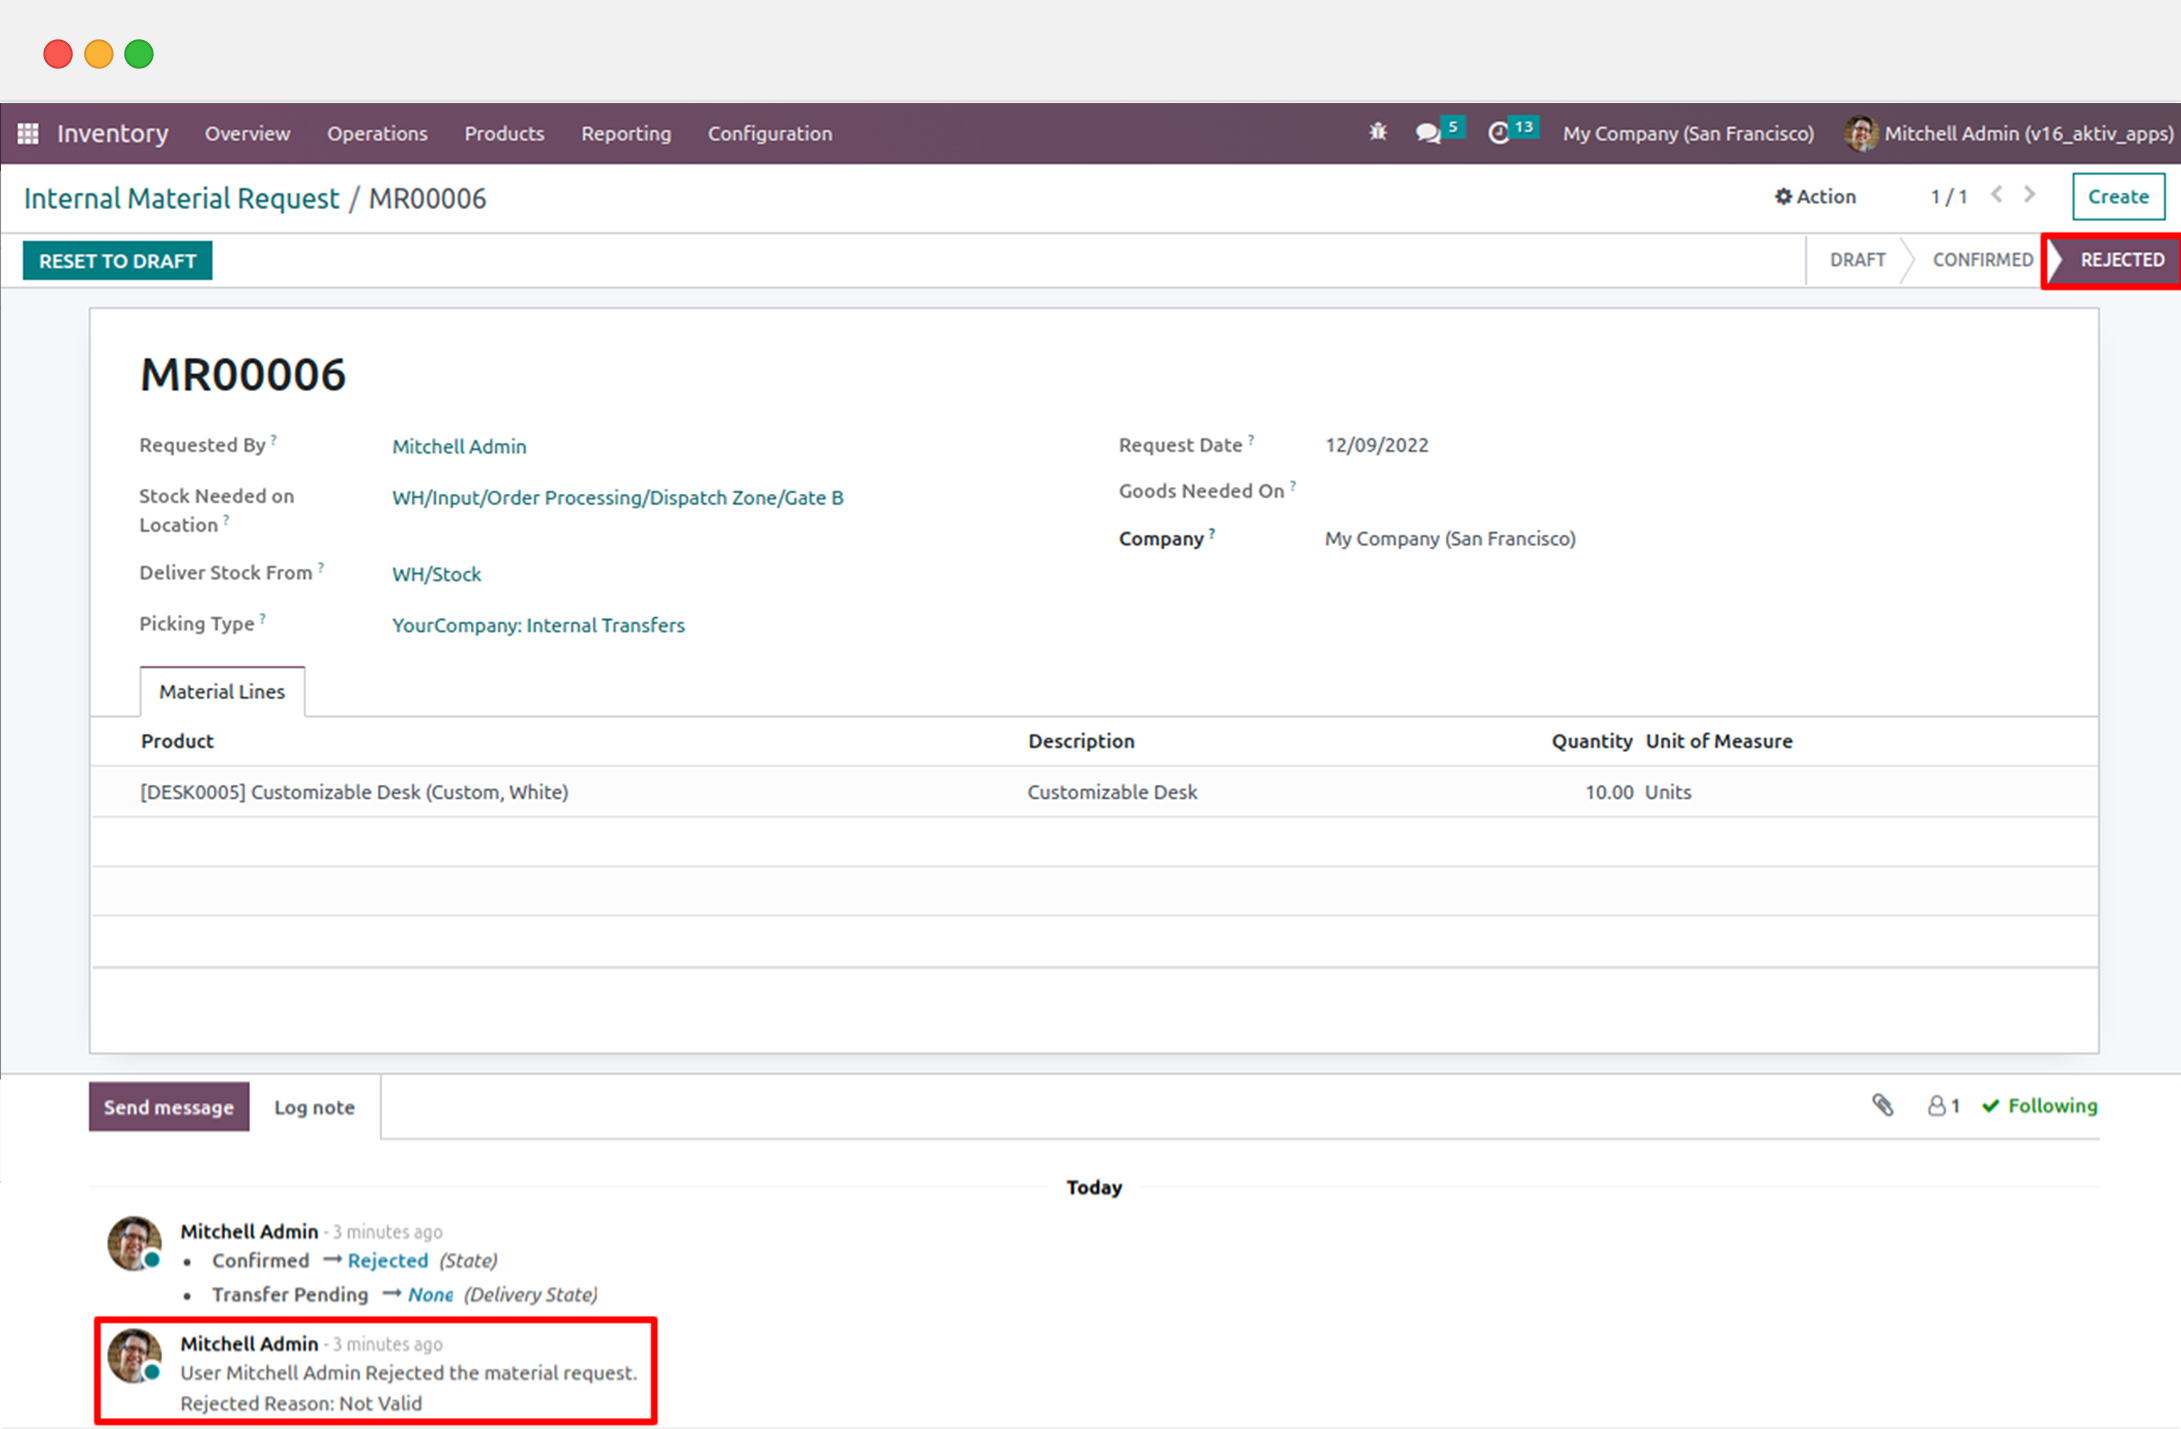 Inventory Overview Operations Products Reporting Configuration 5 13 My Company (San Francisco) Mitchell Admin (v16_aktiv_apps)
Internal Material Request / MR00006 Action 1 / 1 Create
RESET TO DRAFT DRAFT CONFIRMED REJECTED
MR00006
Requested By ? Mitchell Admin Request Date ? 12/09/2022
Stock Needed on Location ? WH/Input/Order Processing/Dispatch Zone/Gate B Goods Needed On ?
Company ? My Company (San Francisco)
Deliver Stock From ? WH/Stock
Picking Type ? YourCompany: Internal Transfers
Material Lines
Product Description Quantity Unit of Measure
[DESK0005] Customizable Desk (Custom, White) Customizable Desk 10.00 Units
Send message Log note 1 Following
Today
Mitchell Admin - 3 minutes ago
• Confirmed → Rejected (State)
• Transfer Pending → None (Delivery State)
Mitchell Admin - 3 minutes ago
User Mitchell Admin Rejected the material request.
Rejected Reason: Not Valid